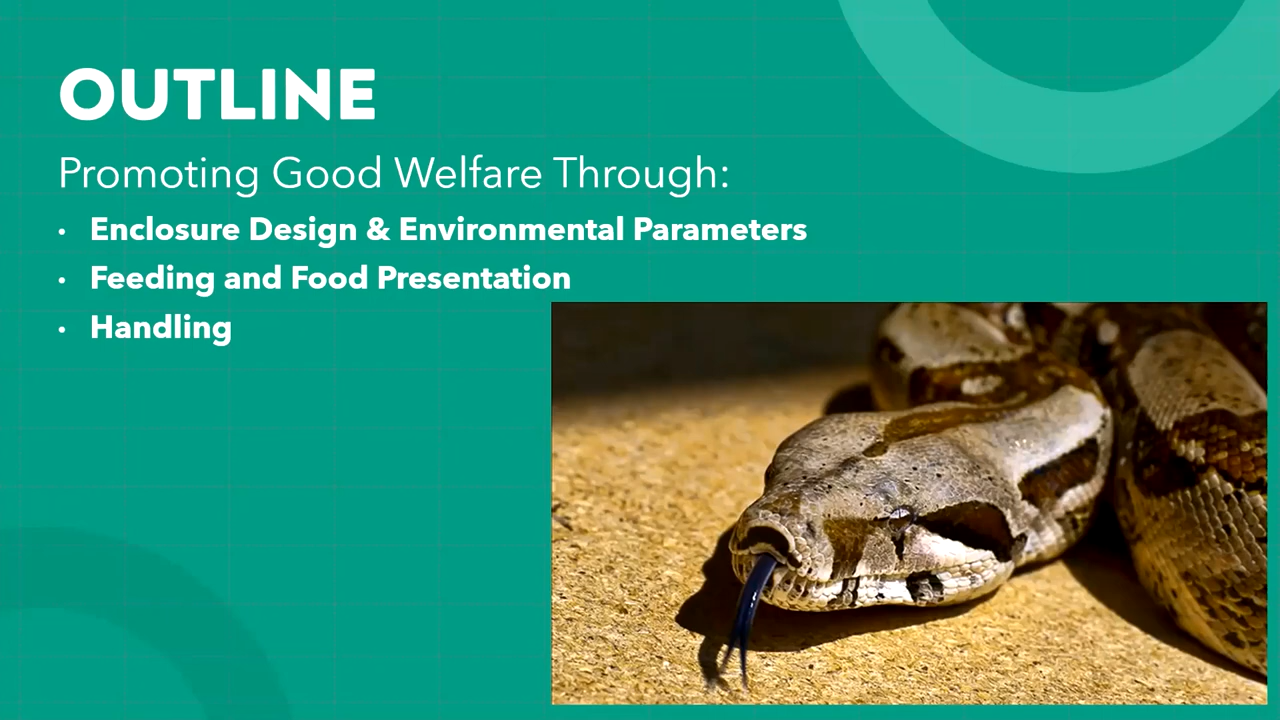 OUTLINE
Promoting Good Welfare Through:
• Enclosure Design & Environmental Parameters
• Feeding and Food Presentation
• Handling